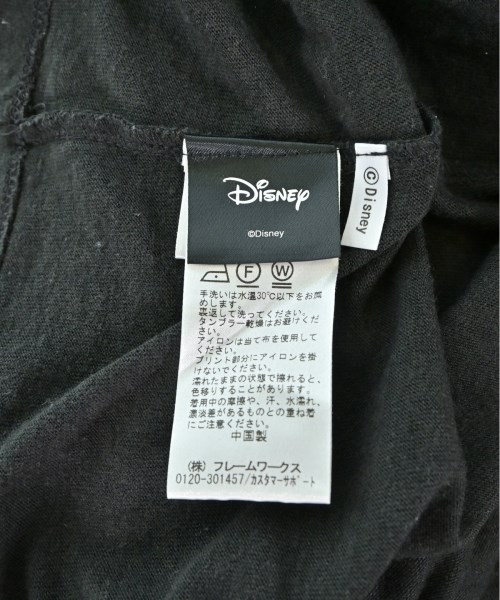 Disney
©Disney
©Disney
F W
手洗いは水温30℃以下をお薦
めします。
裏返して洗ってください。
タンブラー乾燥はお避けくだ
さい。
アイロンは当て布を使用して
ください。
プリント部分にアイロンを掛
けないでください。
濡れたままの状態で擦れると、
色移りすることがあります。
着用中の摩擦や、汗、水濡れ、
濃淡差があるものとの重ね着
にご注意ください。
中国製
(株) フレームワークス
0120-301457/カスタマーサポート